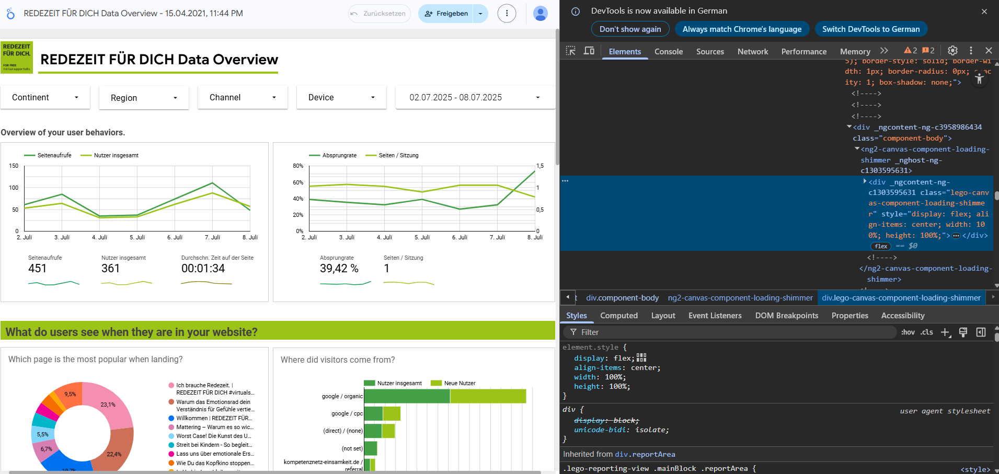 REDEZEIT FÜR DICH Data Overview - 15.04.2021, 11:44 PM
Zurücksetzen
Freigeben
REDEZEIT
FÜR DICH.
FOR FREE
#virtualsupporttalks
REDEZEIT FÜR DICH Data Overview
Continent
Region
Channel
Device
02.07.2025 - 08.07.2025
Overview of your user behaviors.
Seitenaufrufe
Nutzer insgesamt
150
100
50
0
2. Juli
3. Juli
4. Juli
5. Juli
6. Juli
7. Juli
8. Juli
Seitenaufrufe
451
Nutzer insgesamt
361
Durchschn. Zeit auf der Seite
00:01:34
Absprungrate
Seiten / Sitzung
80%
60%
40%
20%
0%
1,5
1
0,5
0
2. Juli
3. Juli
4. Juli
5. Juli
6. Juli
7. Juli
8. Juli
Absprungrate
39,42 %
Seiten / Sitzung
1
What do users see when they are in your website?
Which page is the most popular when landing?
9,5%
23,1%
5,5%
6,7%
22,4%
Ich brauche Redezeit. |
REDEZEIT FÜR DICH #virtuals...
Warum das Emotionsrad dein
Verständnis für Gefühle vertie...
Willkommen | REDEZEIT FÜR...
Mattering – Warum es so wic...
Worst Case! Die Kunst des U...
Streit bei Kindern - So begleit...
Lass uns über emotionale Ers...
Wie Du das Kopfkino stoppen...
Where did visitors come from?
Nutzer insgesamt
Neue Nutzer
google / organic
google / cpc
(direct) / (none)
(not set)
kompetenznetz-einsamkeit.de /
referral
DevTools is now available in German
Don't show again
Always match Chrome's language
Switch DevTools to German
Elements
Console
Sources
Network
Performance
Memory
2
2
5); border-style: solid; border-wi
dth: 1px; border-radius: 0px; opac
ity: 1; box-shadow: none;">
<!---->
<!---->
<!---->
<div _ngcontent-ng-c3958986434
class="component-body">
<ng2-canvas-component-loading-
shimmer _nghost-ng-
c1303595631>
<div _ngcontent-ng-
c1303595631 class="lego-canv
as-component-loading-shimme
r" style="display: flex; ali
gn-items: center; width: 10
0%; height: 100%;">…</div>
flex == $0
<!---->
</ng2-canvas-component-loading-
shimmer>
div.component-body
ng2-canvas-component-loading-shimmer
div.lego-canvas-component-loading-shimmer
Styles
Computed
Layout
Event Listeners
DOM Breakpoints
Properties
Accessibility
Filter
:hov
.cls
element.style {
display: flex;
align-items: center;
width: 100%;
height: 100%;
}
div {
user agent stylesheet
display: block;
unicode-bidi: isolate;
}
Inherited from div.reportArea
.lego-reporting-view .mainBlock .reportArea {
<style>